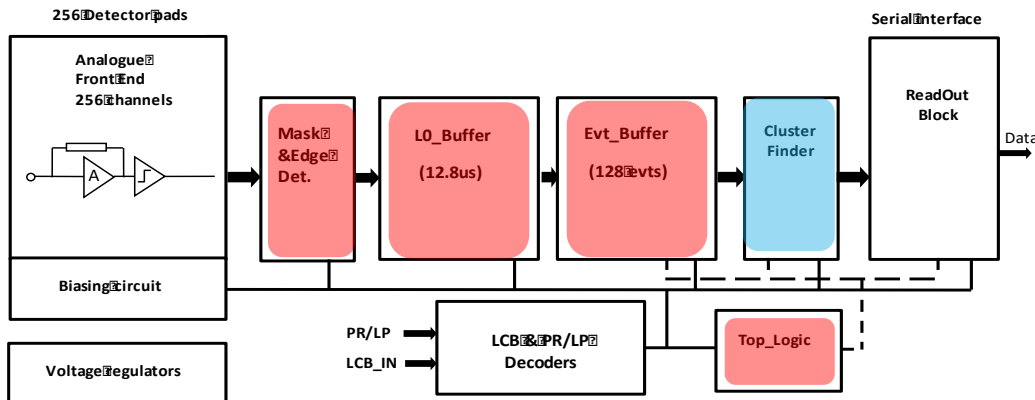 256 Detector pads
Serial interface
Analogue
Front End
256 channels
A
Mask
&Edge
Det.
L0_Buffer
(12.8us)
Evt_Buffer
(128 evts)
Cluster
Finder
ReadOut
Block
Data
Biasing circuit
PR/LP
LCB_IN
LCB & PR/LP
Decoders
Top_Logic
Voltage regulators